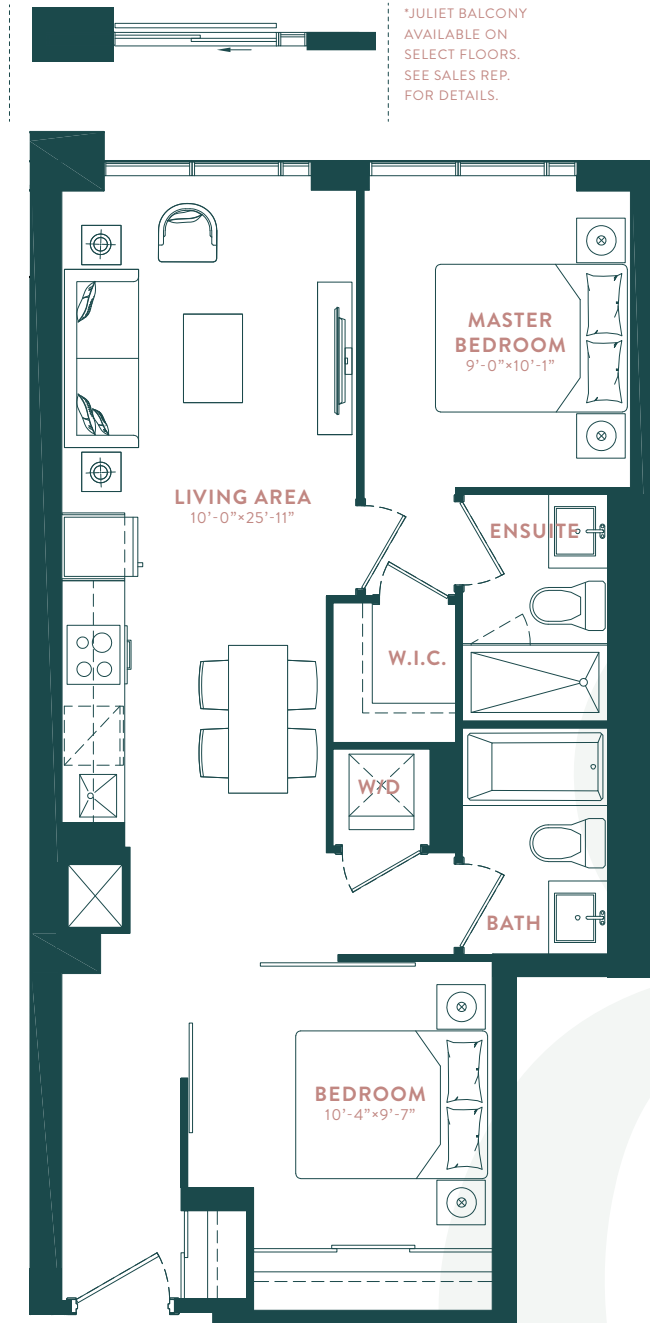 *JULIET BALCONY
AVAILABLE ON
SELECT FLOORS.
SEE SALES REP.
FOR DETAILS.
MASTER
BEDROOM
9'-0"×10'-1"
LIVING AREA
10'-0"×25'-11"
ENSUITE
W.I.C.
W/D
BATH
BEDROOM
10'-4"×9'-7"